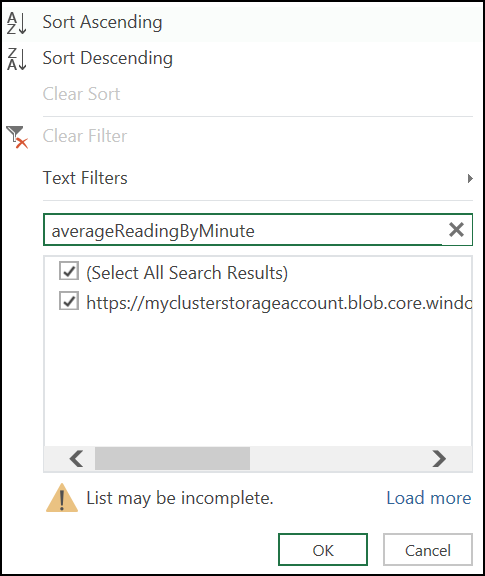 Sort Ascending
Sort Descending
Clear Sort
Clear Filter
Text Filters
averageReadingByMinute
(Select All Search Results)
https://myclusterstorageaccount.blob.core.windo
List may be incomplete. Load more
OK Cancel